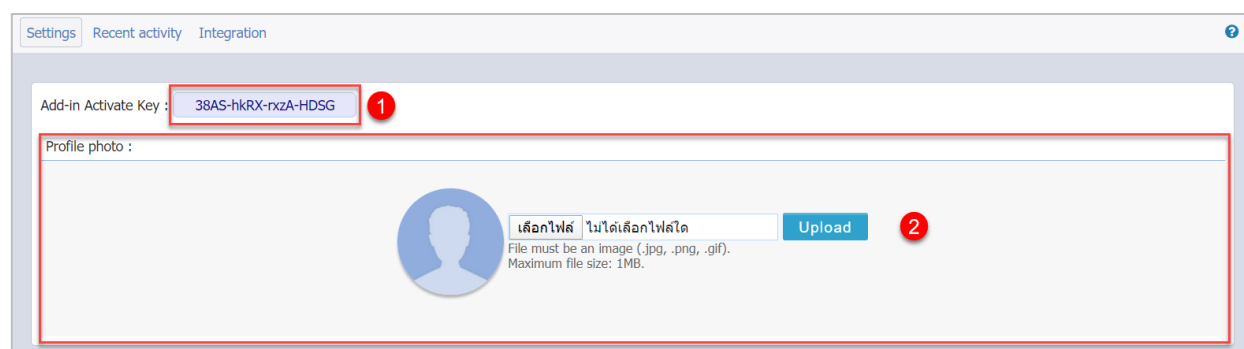 Settings Recent activity Integration
Add-in Activate Key : 38AS-hkRX-rxzA-HDSG 1
Profile photo :
เลือกไฟล์ ไม่ได้เลือกไฟล์ใด Upload 2
File must be an image (.jpg, .png, .gif).
Maximum file size: 1MB.